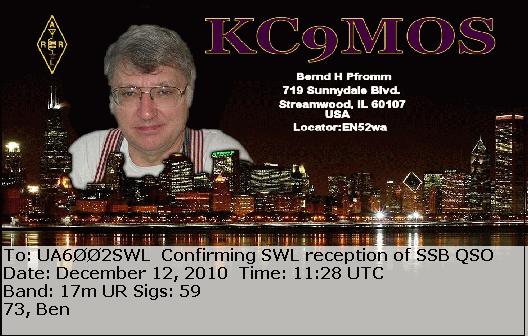 KC9MOS
A
R R
L
Bernd H Pfromm
719 Sunnydale Blvd.
Streamwood, IL 60107
USA
Locator:EN52wa
To: UA6ØØ2SWL Confirming SWL reception of SSB QSO
Date: December 12, 2010 Time: 11:28 UTC
Band: 17m UR Sigs: 59
73, Ben